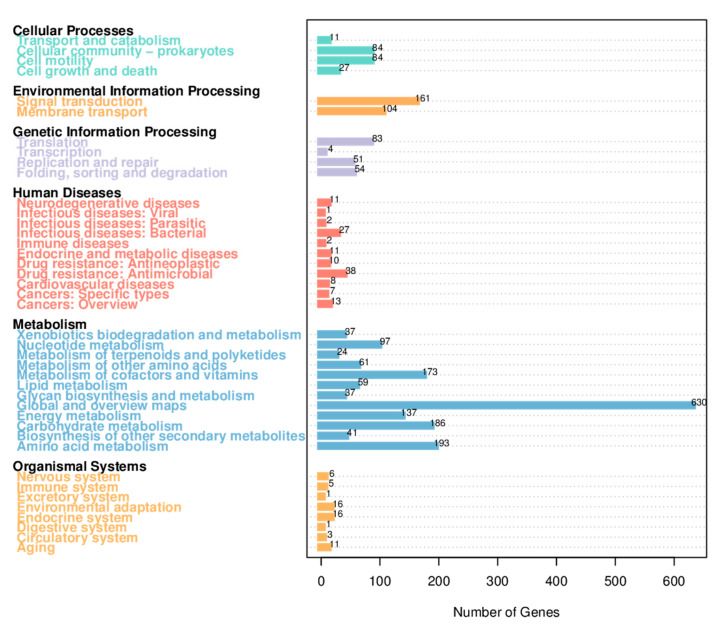 Cellular Processes
Transport and catabolism 11
Cellular community – prokaryotes 84
Cell motility 84
Cell growth and death 27
Environmental Information Processing
Signal transduction 161
Membrane transport 104
Genetic Information Processing
Translation 83
Transcription 4
Replication and repair 51
Folding, sorting and degradation 54
Human Diseases
Neurodegenerative diseases 11
Infectious diseases: Viral 1
Infectious diseases: Parasitic 2
Infectious diseases: Bacterial 27
Immune diseases 2
Endocrine and metabolic diseases 11
Drug resistance: Antineoplastic 10
Drug resistance: Antimicrobial 38
Cardiovascular diseases 8
Cancers: Specific types 7
Cancers: Overview 13
Metabolism
Xenobiotics biodegradation and metabolism 37
Nucleotide metabolism 97
Metabolism of terpenoids and polyketides 24
Metabolism of other amino acids 61
Metabolism of cofactors and vitamins 173
Lipid metabolism 59
Glycan biosynthesis and metabolism 37
Global and overview maps 630
Energy metabolism 137
Carbohydrate metabolism 186
Biosynthesis of other secondary metabolites 41
Amino acid metabolism 193
Organismal Systems
Nervous system 6
Immune system 5
Excretory system 1
Environmental adaptation 16
Endocrine system 16
Digestive system 1
Circulatory system 3
Aging 11
0 100 200 300 400 500 600
Number of Genes